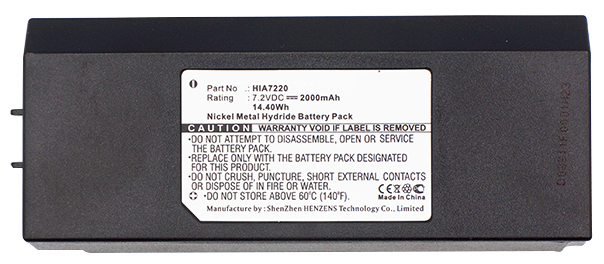 Part No : HIA7220
Rating : 7.2VDC 2000mAh
14.40Wh
Nickel Metal Hydride Battery Pack
CAUTION WARRANTY VOID IF LABEL IS REMOVED
•DO NOT ATTEMPT TO DISASSEMBLE, OPEN OR SERVICE
THE BATTERY PACK
•REPLACE ONLY WITH THE BATTERY PACK DESIGNATED
FOR THIS PRODUCT.
•DO NOT CRUSH, PUNCTURE, SHORT EXTERNAL CONTACTS
OR DISPOSE OF IN FIRE OR WATER.
•DO NOT STORE ABOVE 60°C (140°F).
Manufacture by : ShenZhen HENZENS Technology Co., Limited